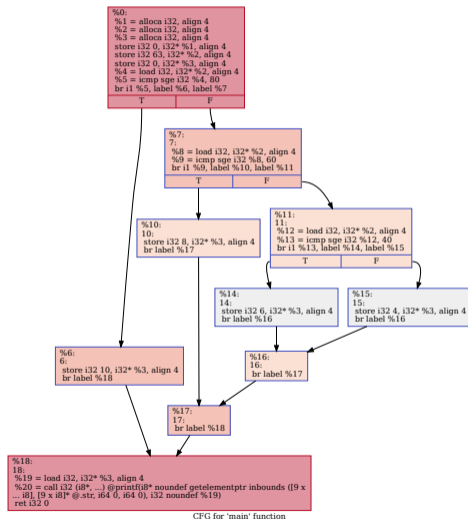 %0:
%1 = alloca i32, align 4
%2 = alloca i32, align 4
%3 = alloca i32, align 4
store i32 0, i32* %1, align 4
store i32 63, i32* %2, align 4
store i32 0, i32* %3, align 4
%4 = load i32, i32* %2, align 4
%5 = icmp sge i32 %4, 80
br i1 %5, label %6, label %7
T F
%7:
7:
%8 = load i32, i32* %2, align 4
%9 = icmp sge i32 %8, 60
br i1 %9, label %10, label %11
T F
%10:
10:
store i32 8, i32* %3, align 4
br label %17
%11:
11:
%12 = load i32, i32* %2, align 4
%13 = icmp sge i32 %12, 40
br i1 %13, label %14, label %15
T F
%14:
14:
store i32 6, i32* %3, align 4
br label %16
%15:
15:
store i32 4, i32* %3, align 4
br label %16
%6:
6:
store i32 10, i32* %3, align 4
br label %18
%16:
16:
br label %17
%17:
17:
br label %18
%18:
18:
%19 = load i32, i32* %3, align 4
%20 = call i32 (i8*, ...) @printf(i8* noundef getelementptr inbounds ([9 x
... i8], [9 x i8]* @.str, i64 0, i64 0), i32 noundef %19)
ret i32 0
CFG for 'main' function